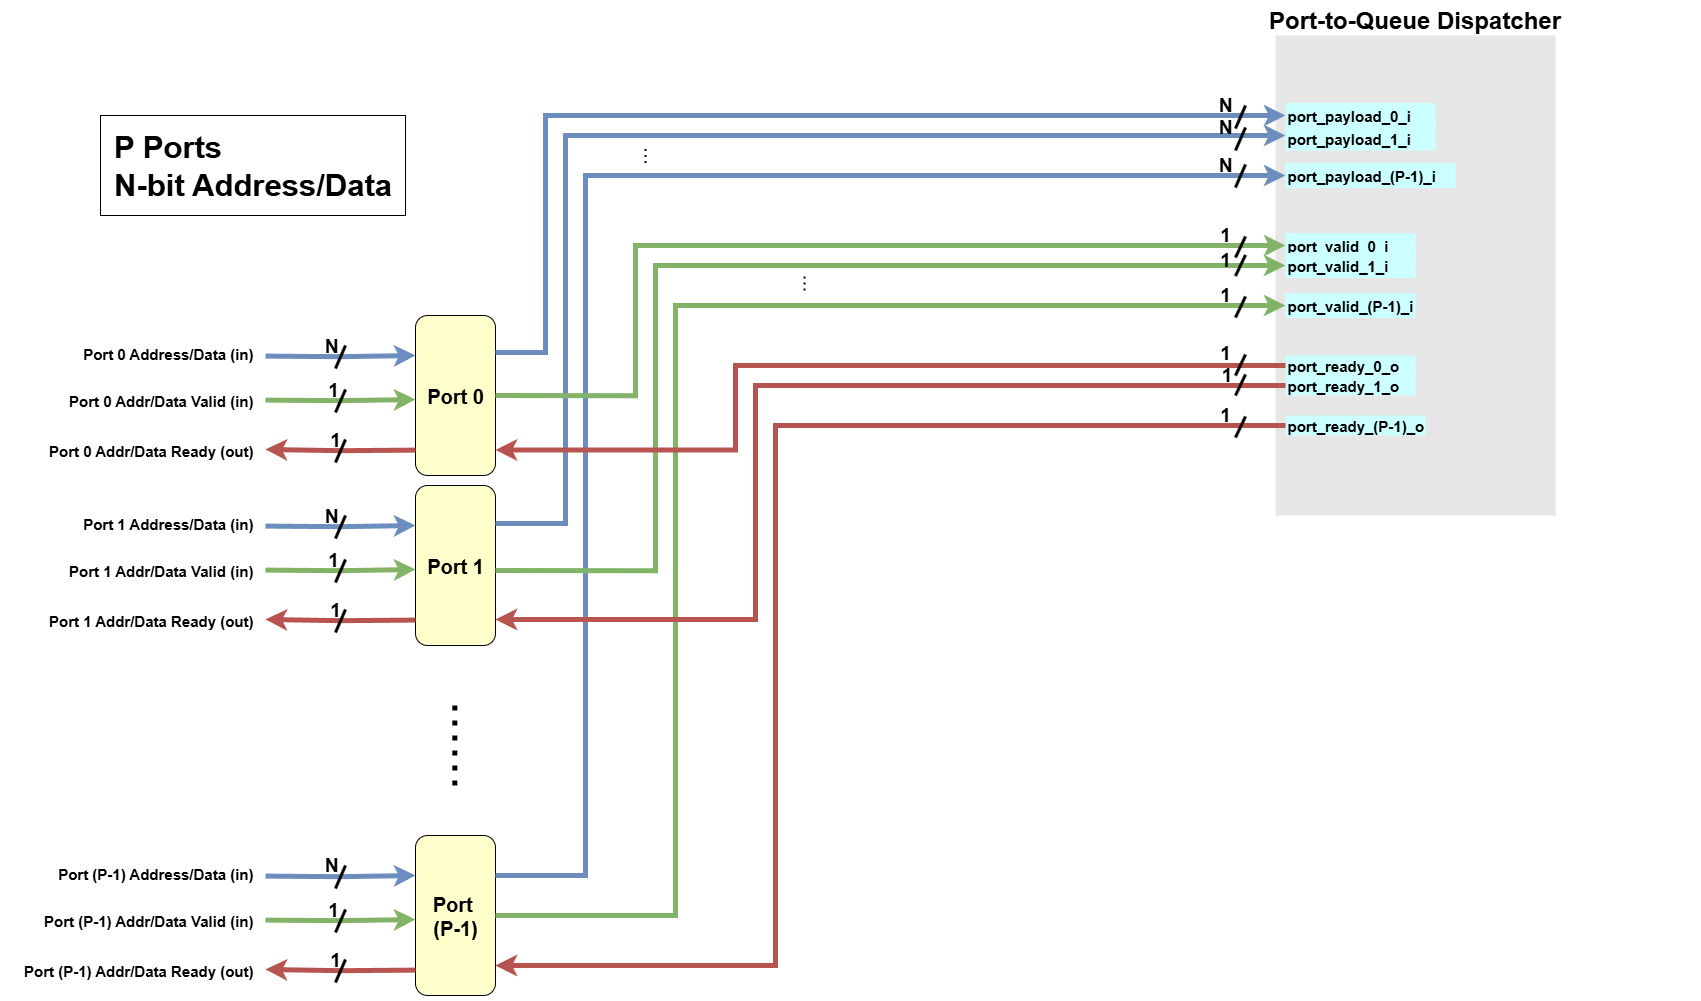 Port-to-Queue Dispatcher
P Ports
N-bit Address/Data
N
port_payload_0_i
N
port_payload_1_i
...
N
port_payload_(P-1)_i
1
port_valid_0_i
1
port_valid_1_i
...
1
port_valid_(P-1)_i
1
port_ready_0_o
1
port_ready_1_o
1
port_ready_(P-1)_o
Port 0 Address/Data (in)
N
Port 0 Addr/Data Valid (in)
1
Port 0 Addr/Data Ready (out)
1
Port 0
Port 1 Address/Data (in)
N
Port 1 Addr/Data Valid (in)
1
Port 1 Addr/Data Ready (out)
1
Port 1
Port (P-1) Address/Data (in)
N
Port (P-1) Addr/Data Valid (in)
1
Port (P-1) Addr/Data Ready (out)
1
Port
(P-1)